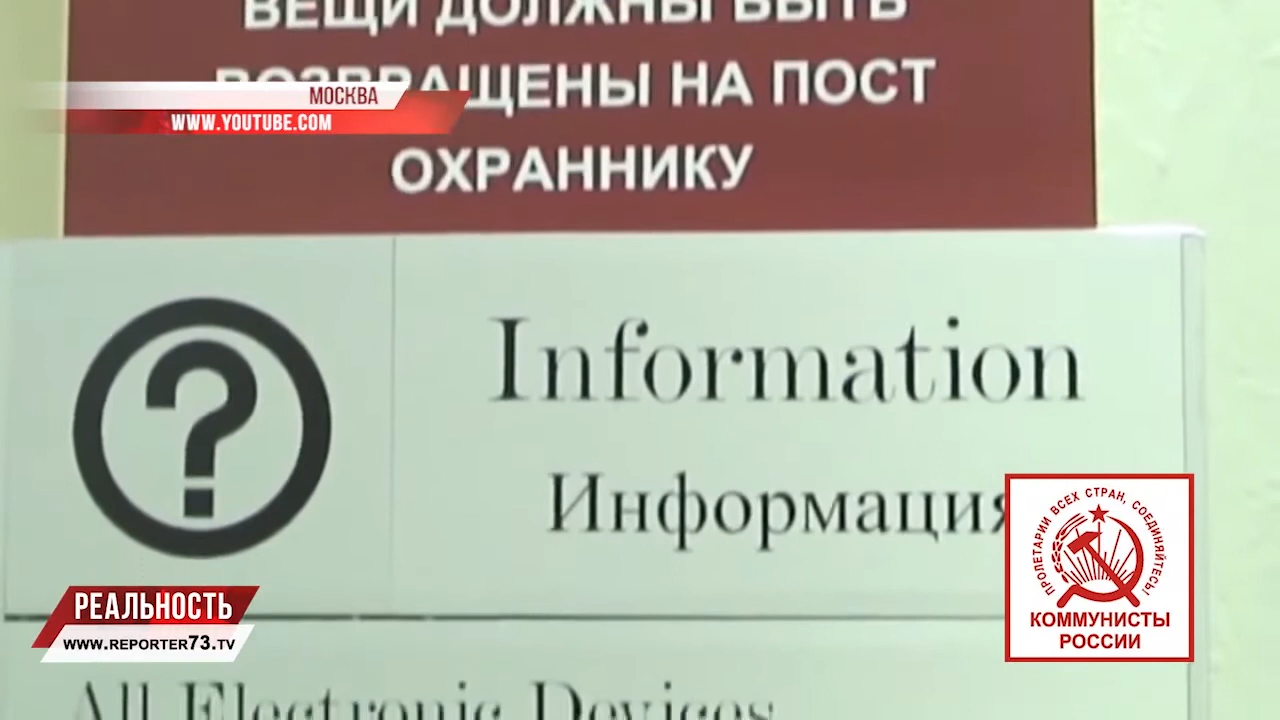 ВЕЩИ ДОЛЖНЫ БЫТЬ
ВОЗВРАЩЕНЫ НА ПОСТ
ОХРАННИКУ
МОСКВА
WWW.YOUTUBE.COM
Information
Информация
ПРОЛЕТАРИИ ВСЕХ СТРАН, СОЕДИНЯЙТЕСЬ!
КОММУНИСТЫ
РОССИИ
РЕАЛЬНОСТЬ
WWW.REPORTER73.TV
All Electronic Devices